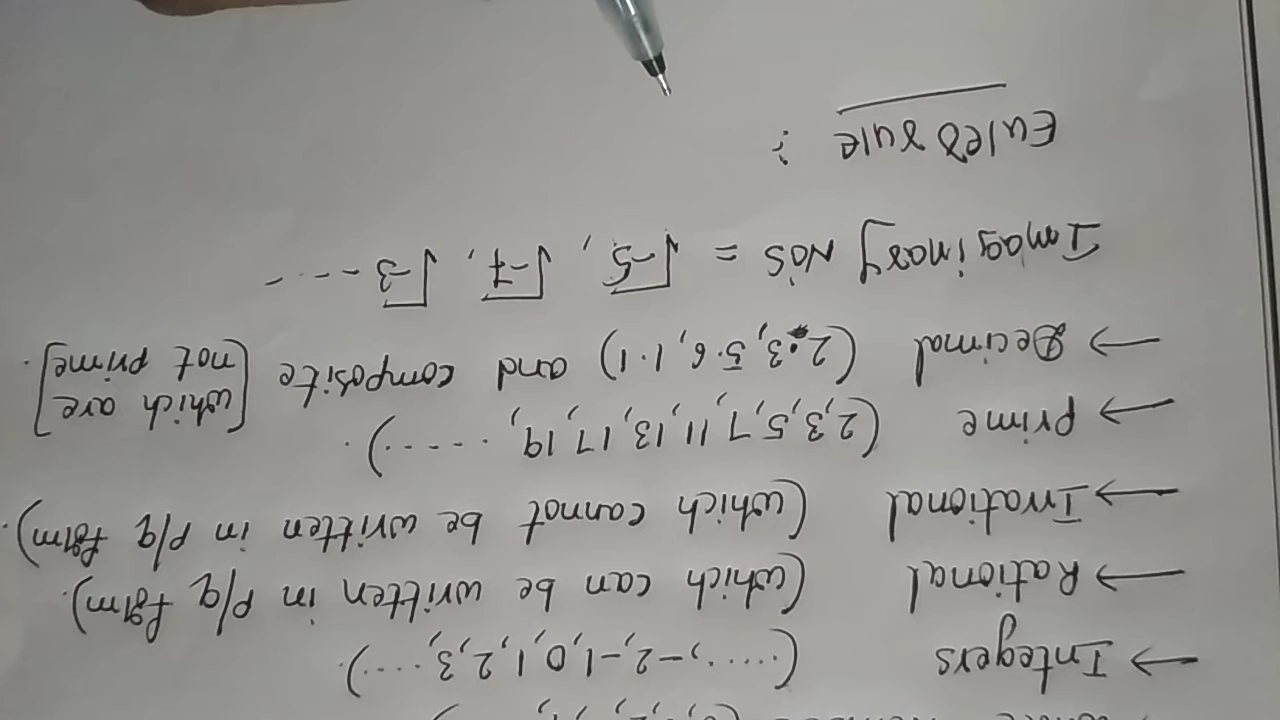 → Integers (....,-2,-1,0,1,2,3,....).
→ Rational (which can be written in P/q form).
→ Irrational (which cannot be written in P/q form).
→ prime (2,3,5,7,11,13,17,19, .....).
→ Decimal (2.3, 5.6, 1.1) and composite [which are not prime].
Imaginary NOS = √-5, √-7, √-3 ----
Euler rule :